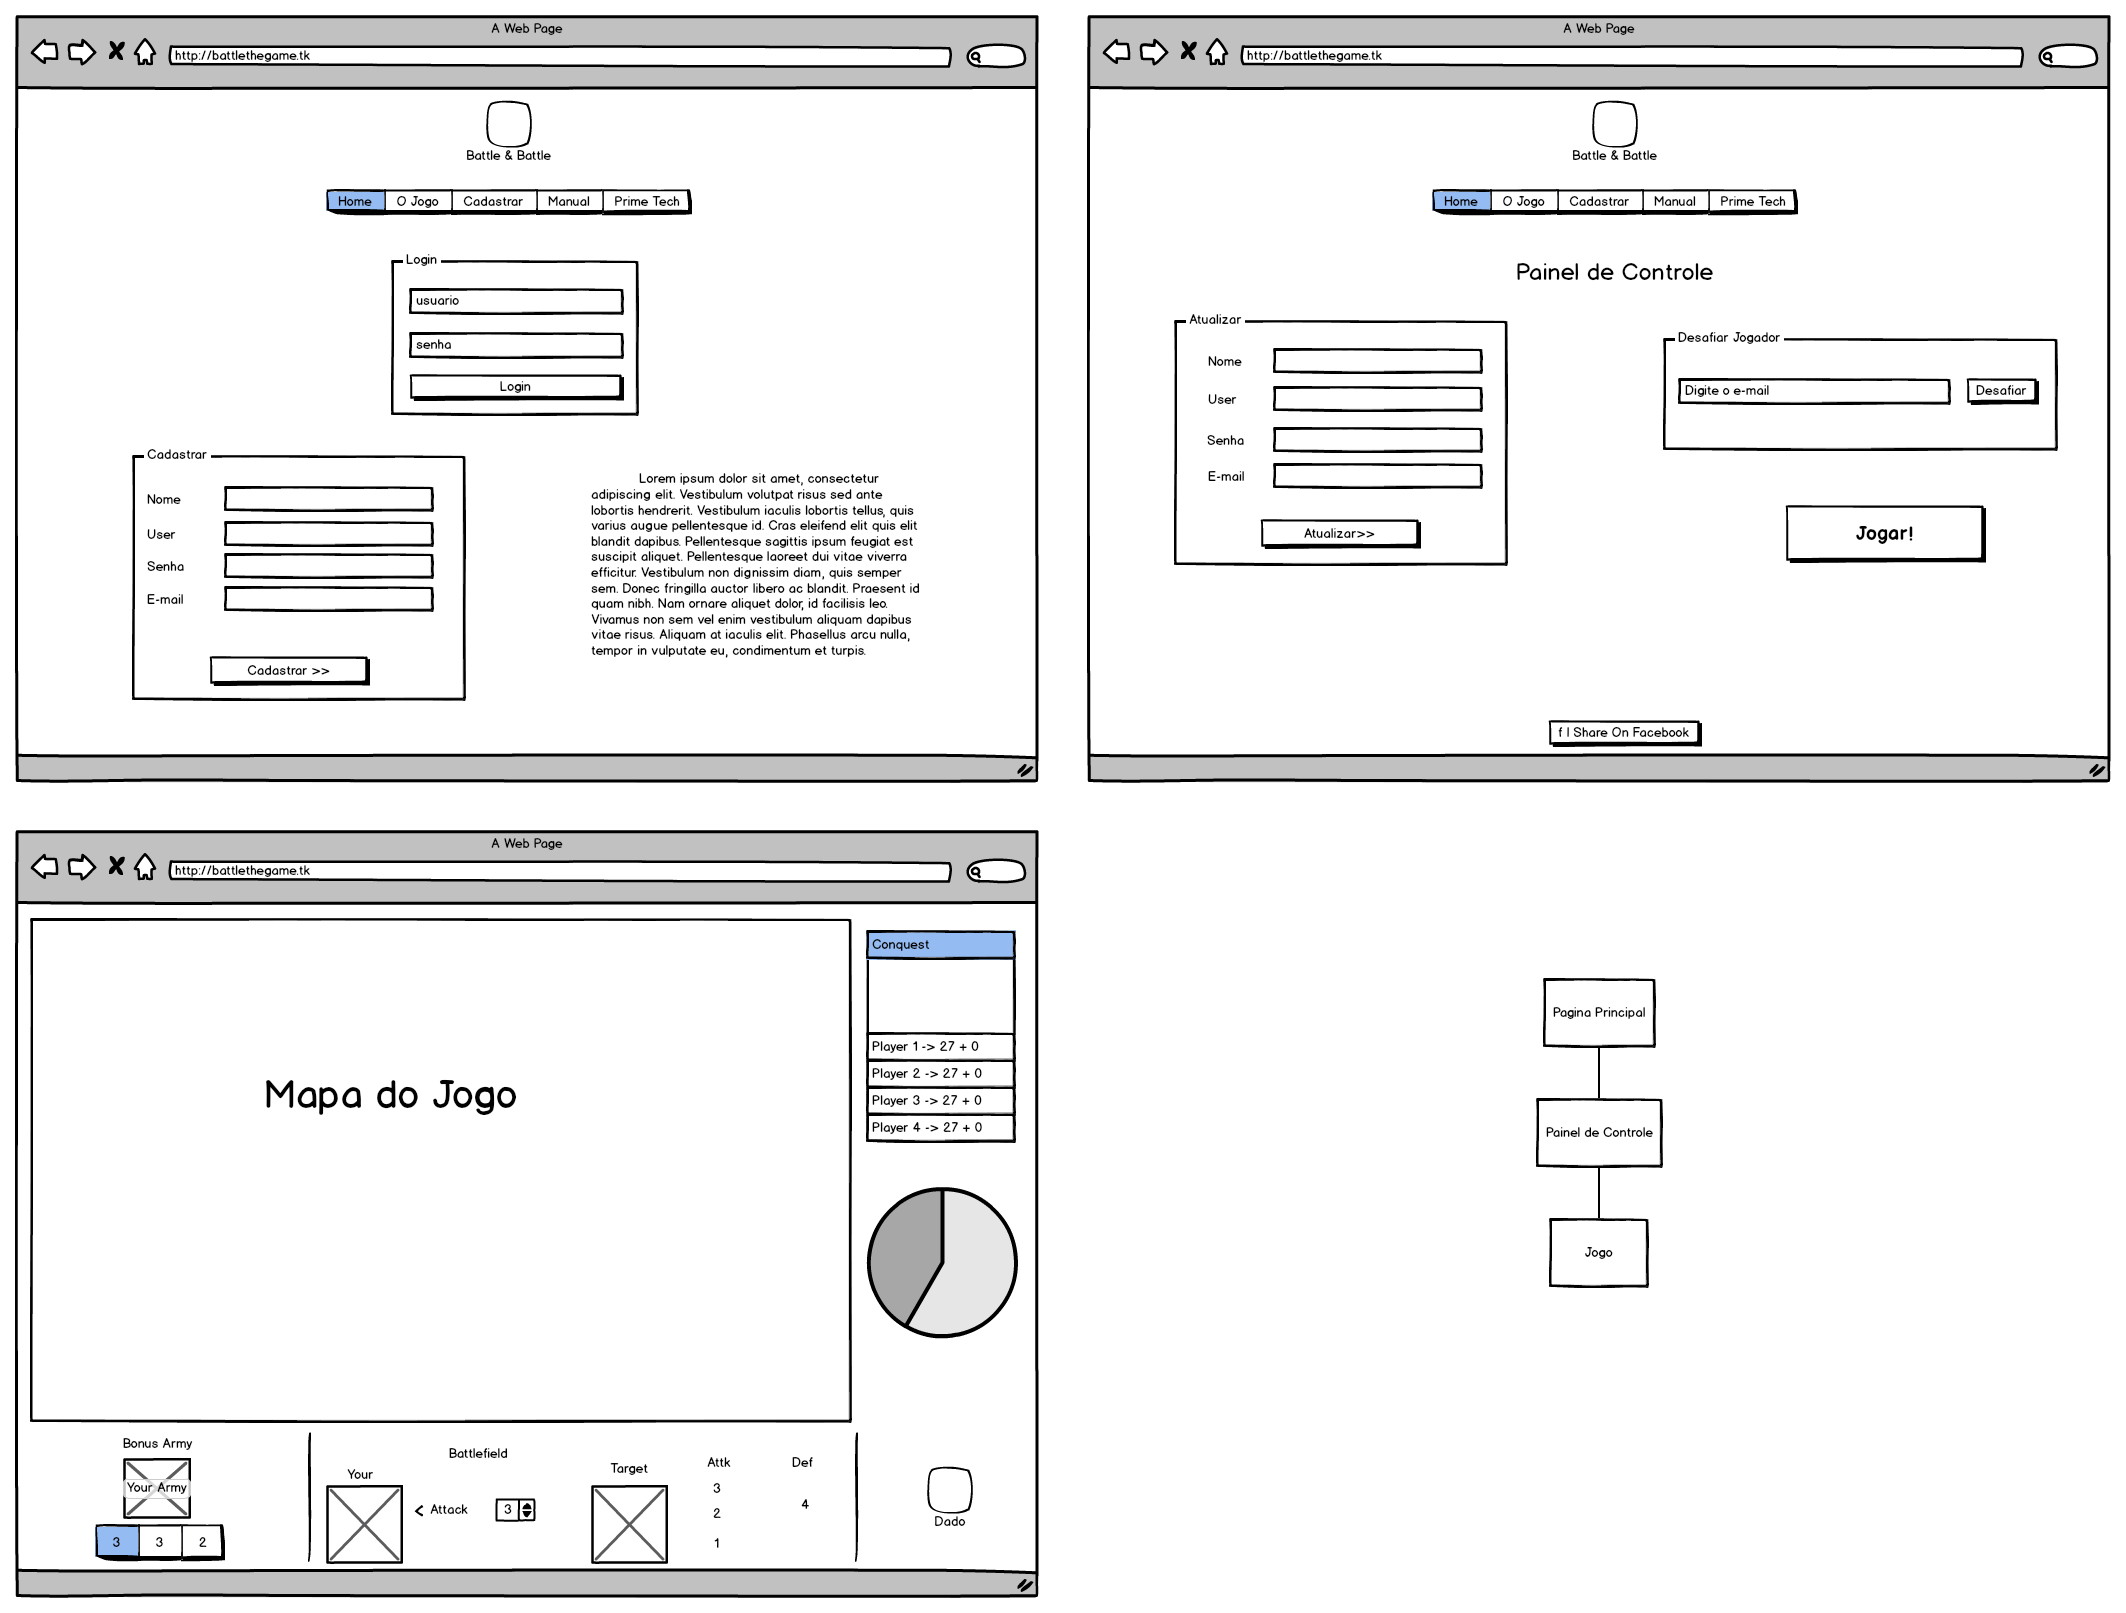 A Web Page
http://battlethegame.tk
Battle & Battle
Home O Jogo Cadastrar Manual Prime Tech
Login
usuario
senha
Login
Cadastrar
Nome
User
Senha
E-mail
Cadastrar >>
Lorem ipsum dolor sit amet, consectetur
adipiscing elit. Vestibulum volutpat risus sed ante
lobortis hendrerit. Vestibulum iaculis lobortis tellus, quis
varius augue pellentesque id. Cras eleifend elit quis elit
blandit dapibus. Pellentesque sagittis ipsum feugiat est
suscipit aliquet. Pellentesque laoreet dui vitae viverra
efficitur. Vestibulum non dignissim diam, quis semper
sem. Donec fringilla auctor libero ac blandit. Praesent id
quam nibh. Nam ornare aliquet dolor, id facilisis leo.
Vivamus non sem vel enim vestibulum aliquam dapibus
vitae risus. Aliquam at iaculis elit. Phasellus arcu nulla,
tempor in vulputate eu, condimentum et turpis.
A Web Page
http://battlethegame.tk
Battle & Battle
Home O Jogo Cadastrar Manual Prime Tech
Painel de Controle
Atualizar
Nome
User
Senha
E-mail
Atualizar>>
Desafiar Jogador
Digite o e-mail Desafiar
Jogar!
f | Share On Facebook
A Web Page
http://battlethegame.tk
Mapa do Jogo
Conquest
Player 1 -> 27 + 0
Player 2 -> 27 + 0
Player 3 -> 27 + 0
Player 4 -> 27 + 0
Bonus Army
Your Army
3 3 2
Battlefield
Your
< Attack 3
Target
Attk
3
2
1
Def
4
Dado
Pagina Principal
Painel de Controle
Jogo